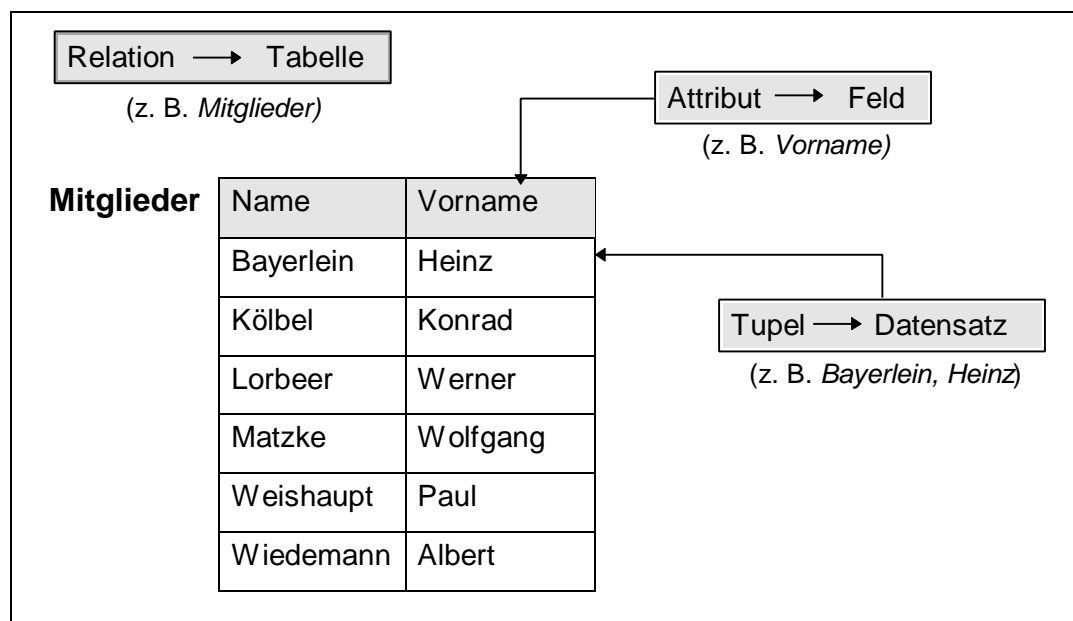 Relation → Tabelle
(z. B. Mitglieder)
Attribut → Feld
(z. B. Vorname)
Mitglieder
Name Vorname
Bayerlein Heinz
Kölbel Konrad
Lorbeer Werner
Matzke Wolfgang
Weishaupt Paul
Wiedemann Albert
Tupel → Datensatz
(z. B. Bayerlein, Heinz)